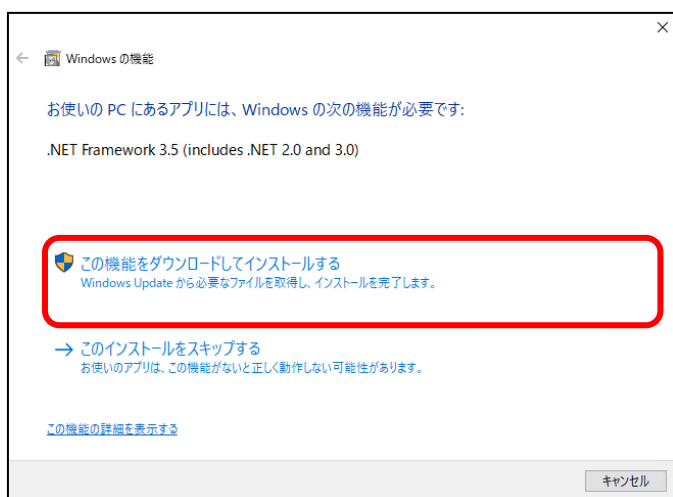 Windows の機能
お使いの PC にあるアプリには、Windows の次の機能が必要です:
.NET Framework 3.5 (includes .NET 2.0 and 3.0)
この機能をダウンロードしてインストールする
Windows Update から必要なファイルを取得し、インストールを完了します。
このインストールをスキップする
お使いのアプリは、この機能がないと正しく動作しない可能性があります。
この機能の詳細を表示する
キャンセル